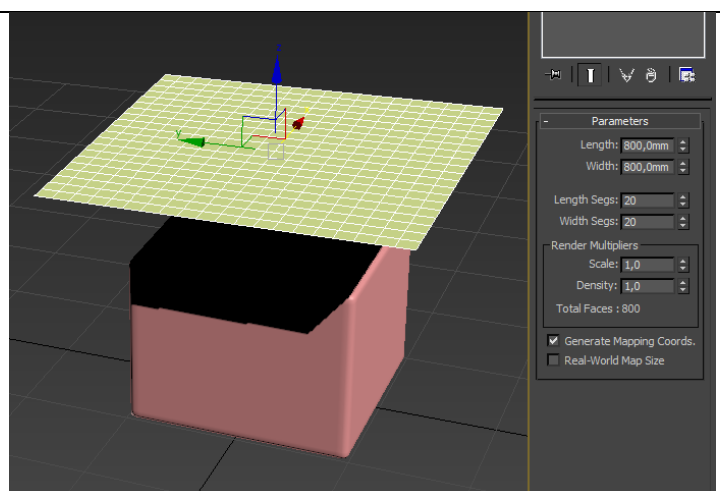 z
y
- Parameters
Length: 800,0mm
Width: 800,0mm
Length Segs: 20
Width Segs: 20
Render Multipliers
Scale: 1,0
Density: 1,0
Total Faces : 800
Generate Mapping Coords.
Real-World Map Size